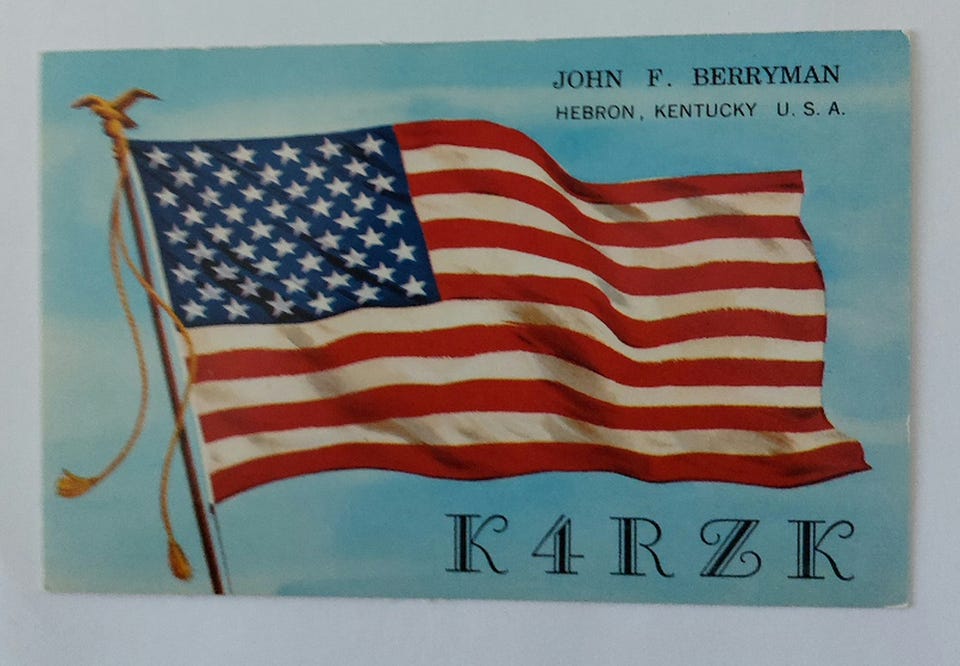 JOHN F. BERRYMAN
HEBRON, KENTUCKY U. S. A.
K4RZK